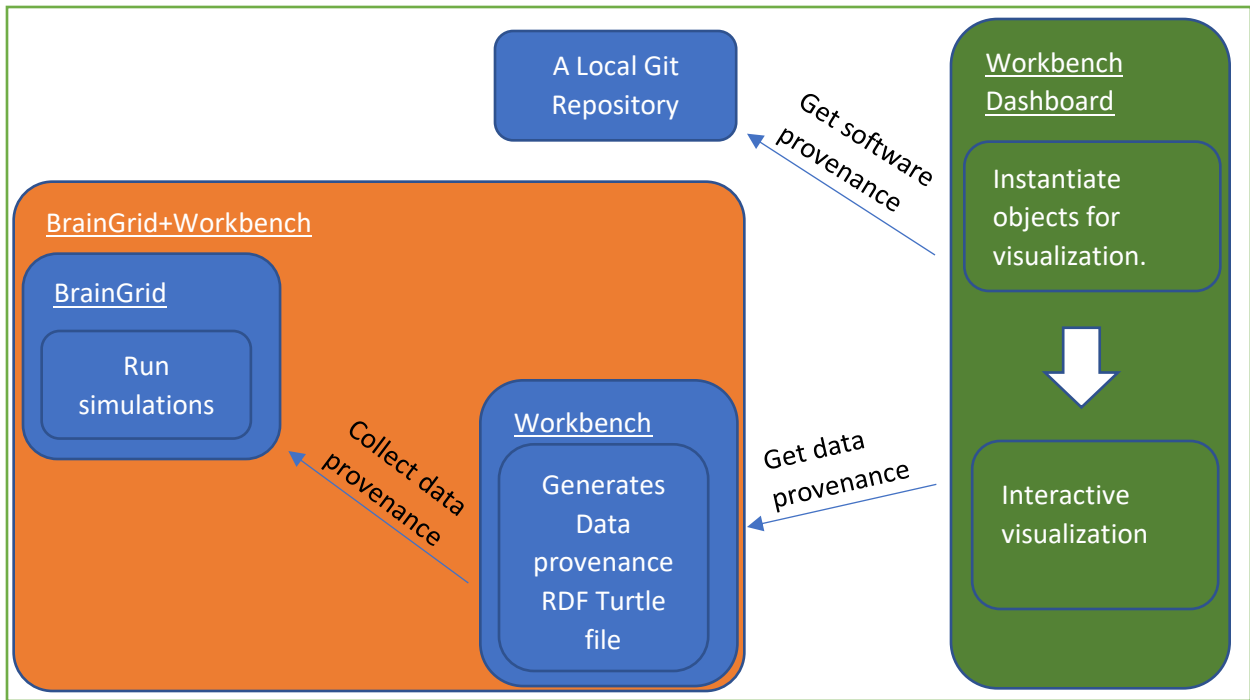 A Local Git
Repository
Get software
provenance
Workbench
Dashboard
Instantiate
objects for
visualization.
BrainGrid+Workbench
BrainGrid
Run
simulations
Collect data
provenance
Workbench
Generates
Data
provenance
RDF Turtle
file
Get data
provenance
Interactive
visualization